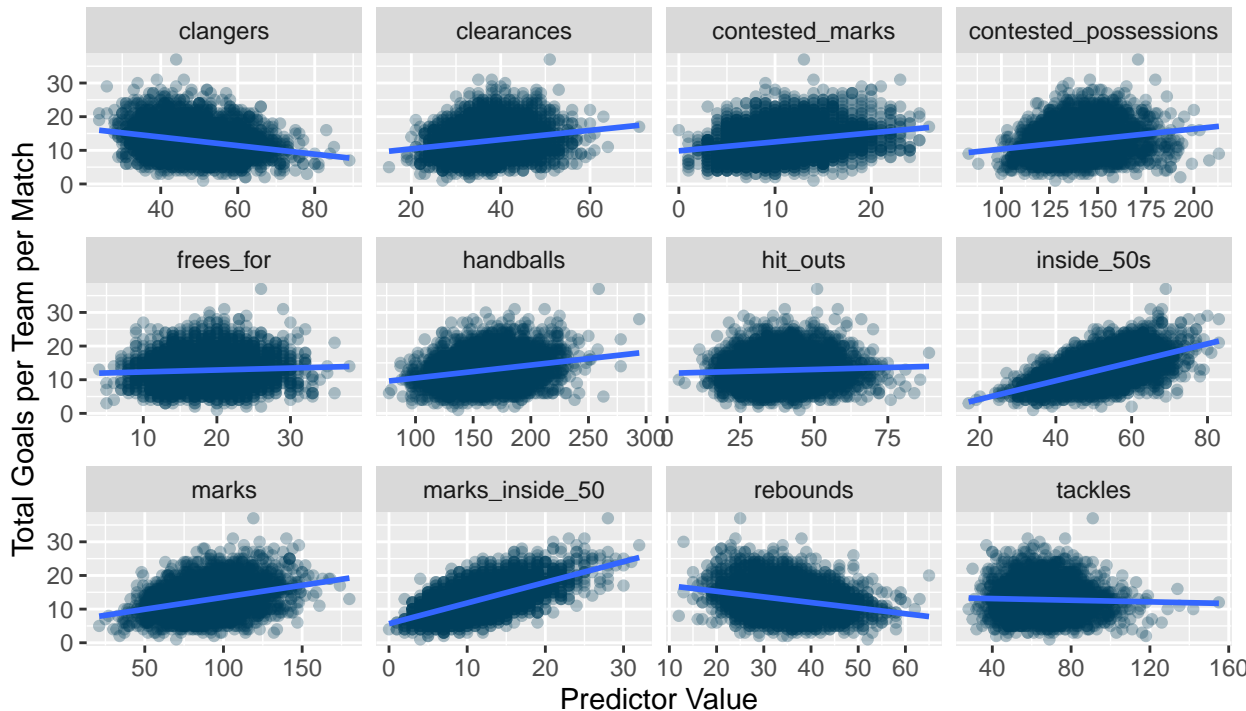 clangers clearances contested_marks contested_possessions
30
20
10
0
40 60 80 20 40 60 0 10 20 100 125 150 175 200
frees_for handballs hit_outs inside_50s
30
20
10
0
10 20 30 100 150 200 250 300 0 25 50 75 20 40 60 80
marks marks_inside_50 rebounds tackles
30
20
10
0
50 100 150 0 10 20 30 10 20 30 40 50 60 40 80 120 160
Predictor Value
Total Goals per Team per Match